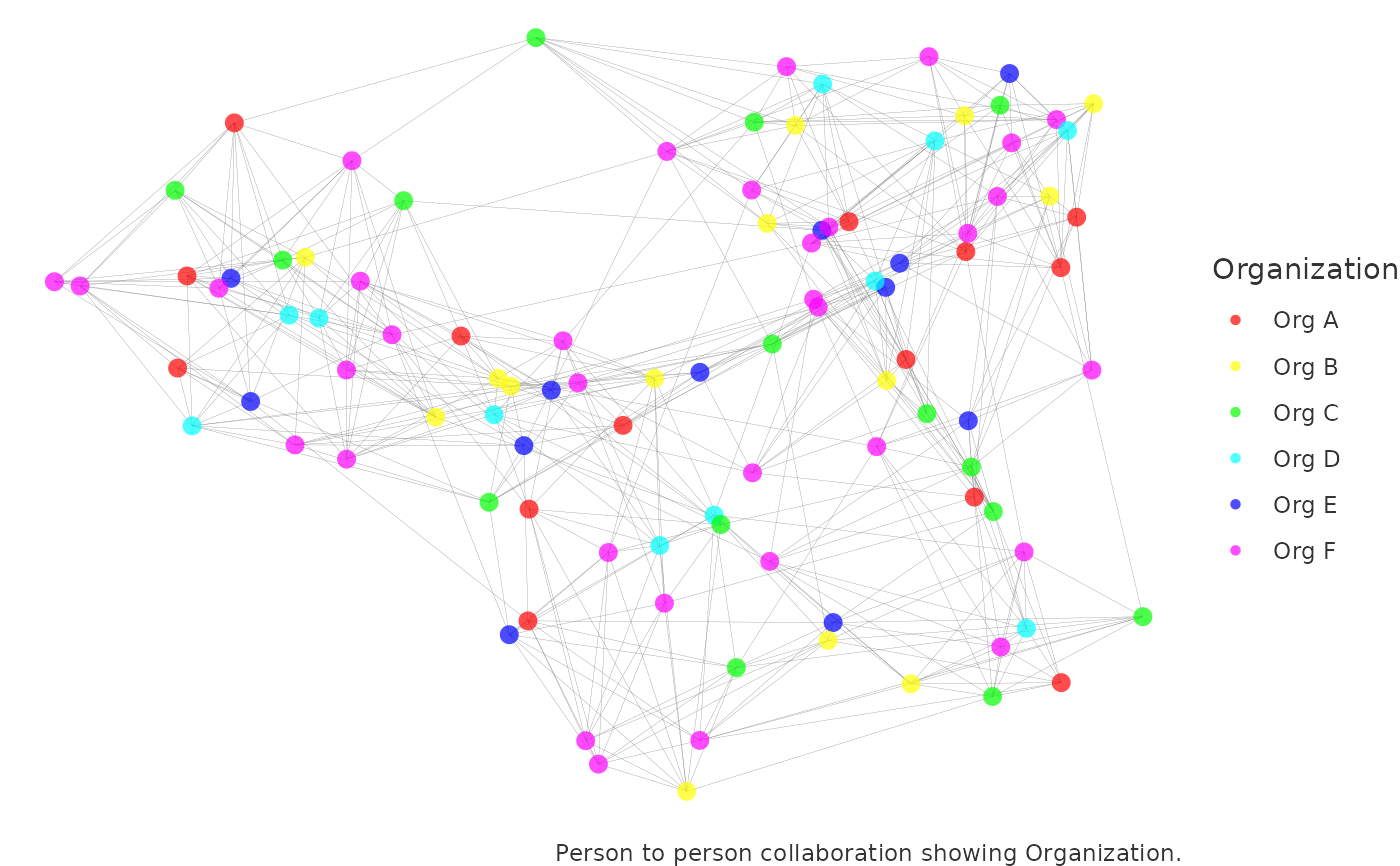 Organization
Org A
Org B
Org C
Org D
Org E
Org F
Person to person collaboration showing Organization.